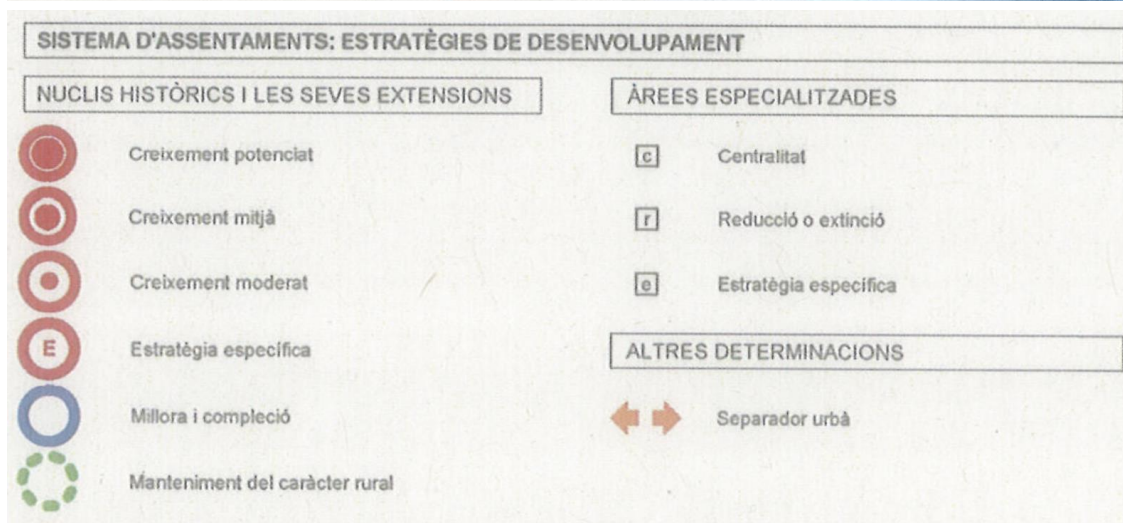 SISTEMA D'ASSENTAMENTS: ESTRATÈGIES DE DESENVOLUPAMENT
NUCLIS HISTÒRICS I LES SEVES EXTENSIONS
Creixement potenciat
Creixement mitjà
Creixement moderat
E
Estratègia específica
Millora i compleció
Manteniment del caràcter rural
ÀREES ESPECIALITZADES
c
Centralitat
r
Reducció o extinció
e
Estratègia específica
ALTRES DETERMINACIONS
Separador urbà